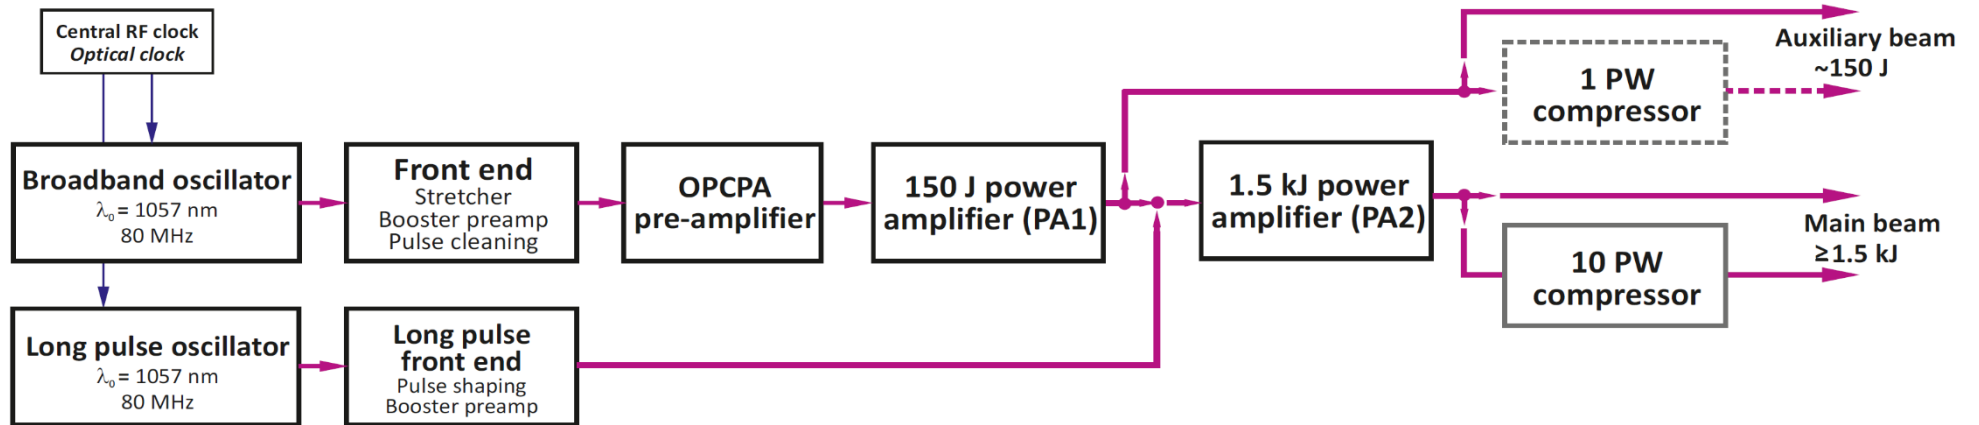 Central RF clock
Optical clock
Broadband oscillator
λ₀ = 1057 nm
80 MHz
Front end
Stretcher
Booster preamp
Pulse cleaning
OPCPA
pre-amplifier
150 J power
amplifier (PA1)
1.5 kJ power
amplifier (PA2)
1 PW
compressor
Auxiliary beam
~150 J
10 PW
compressor
Main beam
≥1.5 kJ
Long pulse oscillator
λ₀ = 1057 nm
80 MHz
Long pulse
front end
Pulse shaping
Booster preamp